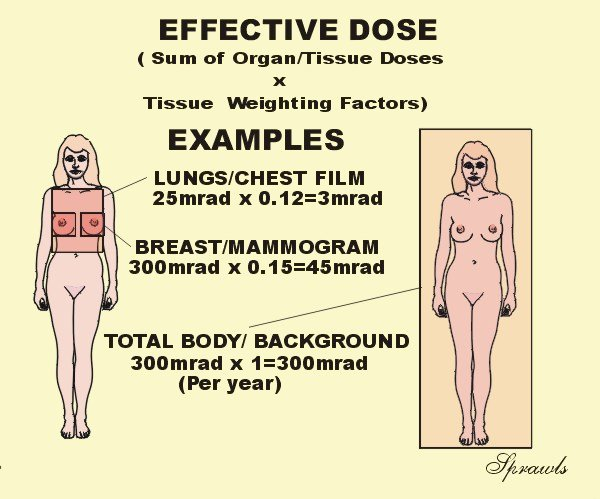 EFFECTIVE DOSE
( Sum of Organ/Tissue Doses
x
Tissue Weighting Factors)
EXAMPLES
LUNGS/CHEST FILM
25mrad x 0.12=3mrad
BREAST/MAMMOGRAM
300mrad x 0.15=45mrad
TOTAL BODY/ BACKGROUND
300mrad x 1=300mrad
(Per year)
Sprawls